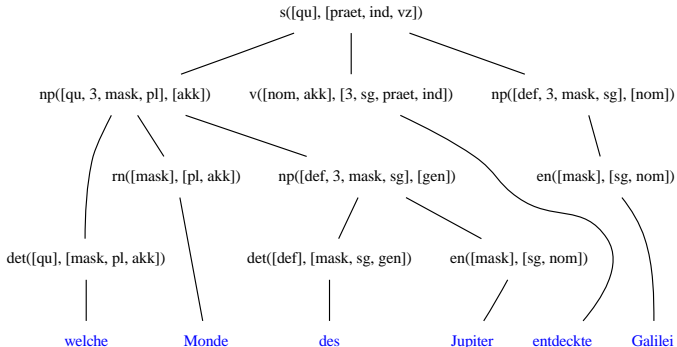 s([qu], [praet, ind, vz])
np([qu, 3, mask, pl], [akk]) v([nom, akk], [3, sg, praet, ind]) np([def, 3, mask, sg], [nom])
rn([mask], [pl, akk]) np([def, 3, mask, sg], [gen]) en([mask], [sg, nom])
det([qu], [mask, pl, akk]) det([def], [mask, sg, gen]) en([mask], [sg, nom])
welche Monde des Jupiter entdeckte Galilei